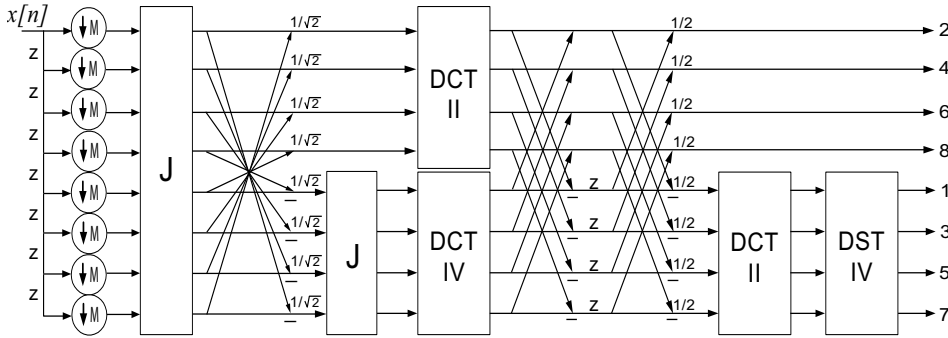 x[n]
1/√2 1/2 2
M
z DCT II 1/2 4
1/√2
M
z 1/√2 1/2 6
M
z 1/√2 1/2 8
M
J
z 1/√2 1/2 1
M – – z
z 1/√2 J DCT IV DCT II DST IV 1/2 3
M – – z
z 1/√2 1/2 5
M – – z
z 1/√2 1/2 7
M – – z